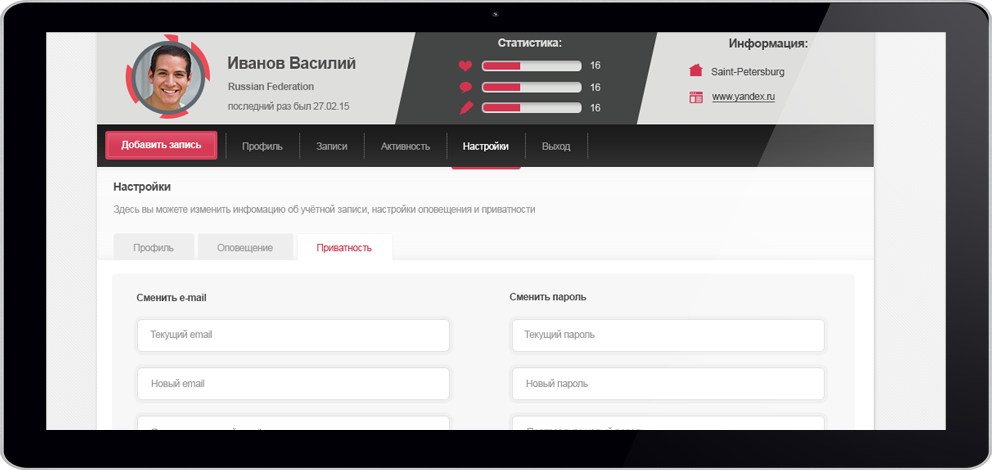 Иванов Василий
Russian Federation
последний раз был 27.02.15
Статистика:
16
16
16
Информация:
Saint-Petersburg
www.yandex.ru
Добавить запись
Профиль
Записи
Активность
Настройки
Выход
Настройки
Здесь вы можете изменить инфомацию об учётной записи, настройки оповещения и приватности
Профиль
Оповещение
Приватность
Сменить e-mail
Сменить пароль
Текущий email
Текущий пароль
Новый email
Новый пароль